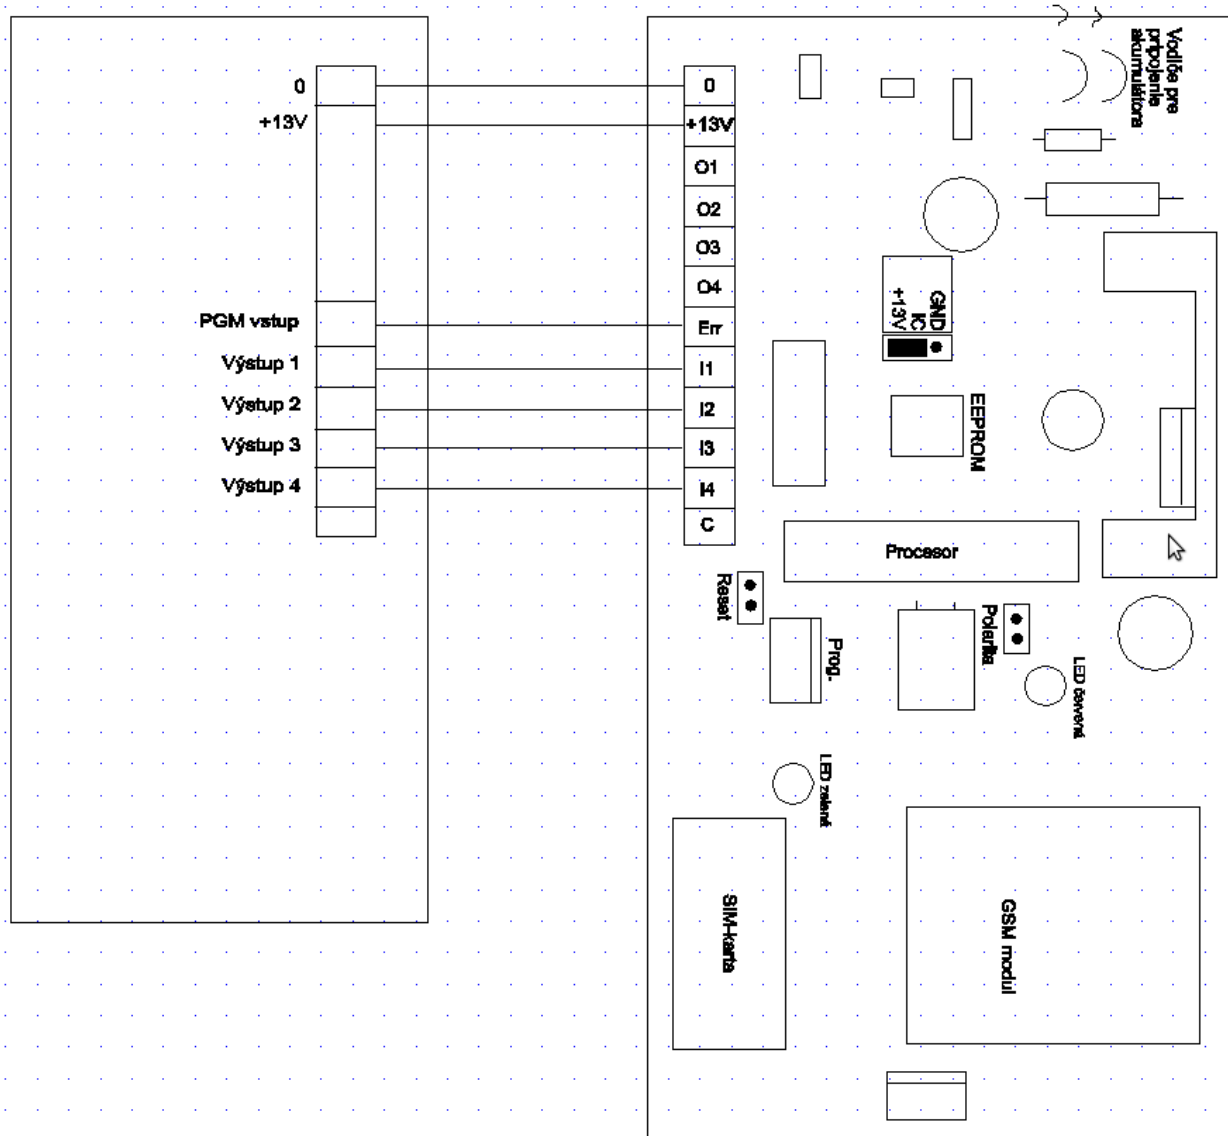 0
+13V
PGM vstup
Výstup 1
Výstup 2
Výstup 3
Výstup 4
0
+13V
O1
O2
O3
O4
Err
I1
I2
I3
I4
C
Vodiče pre
pripojenie
akumulátora
GND
IC
+13V
EEPROM
Procesor
Reset
Prog.
Polarita
LED červená
LED zelená
SIM-karta
GSM modul